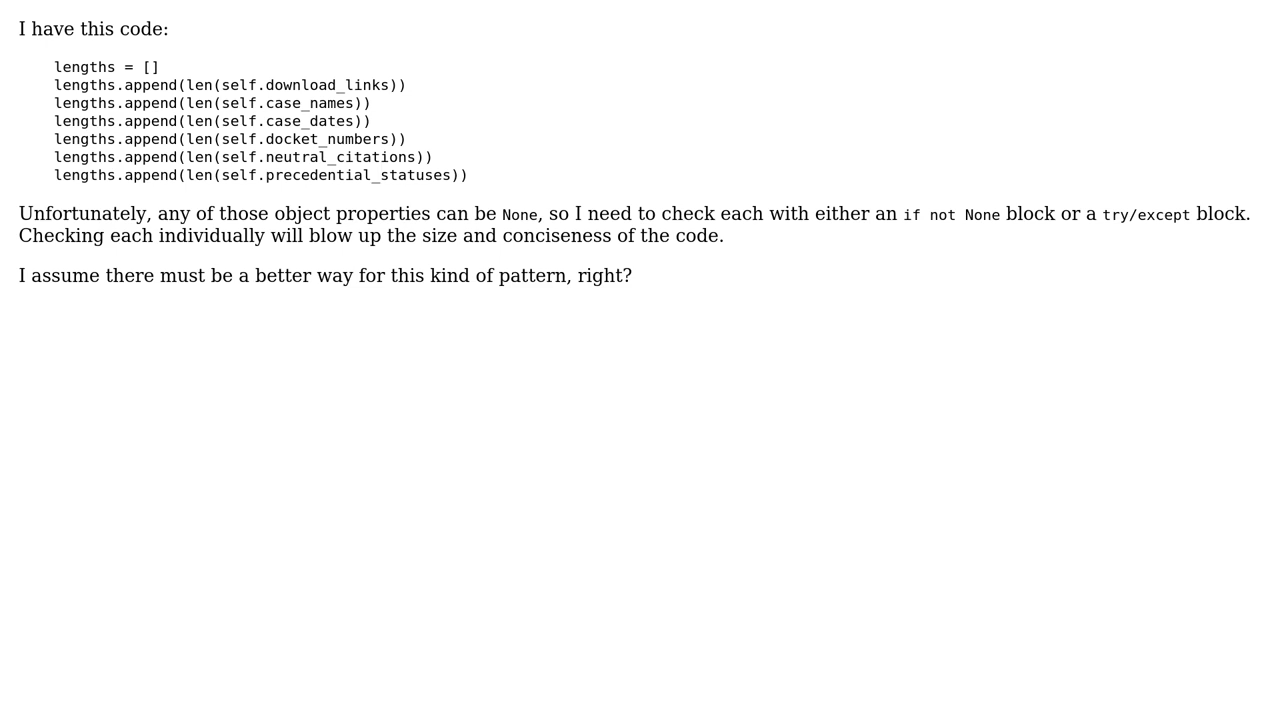 I have this code:
lengths = []
lengths.append(len(self.download_links))
lengths.append(len(self.case_names))
lengths.append(len(self.case_dates))
lengths.append(len(self.docket_numbers))
lengths.append(len(self.neutral_citations))
lengths.append(len(self.precedential_statuses))
Unfortunately, any of those object properties can be None, so I need to check each with either an if not None block or a try/except block.
Checking each individually will blow up the size and conciseness of the code.
I assume there must be a better way for this kind of pattern, right?